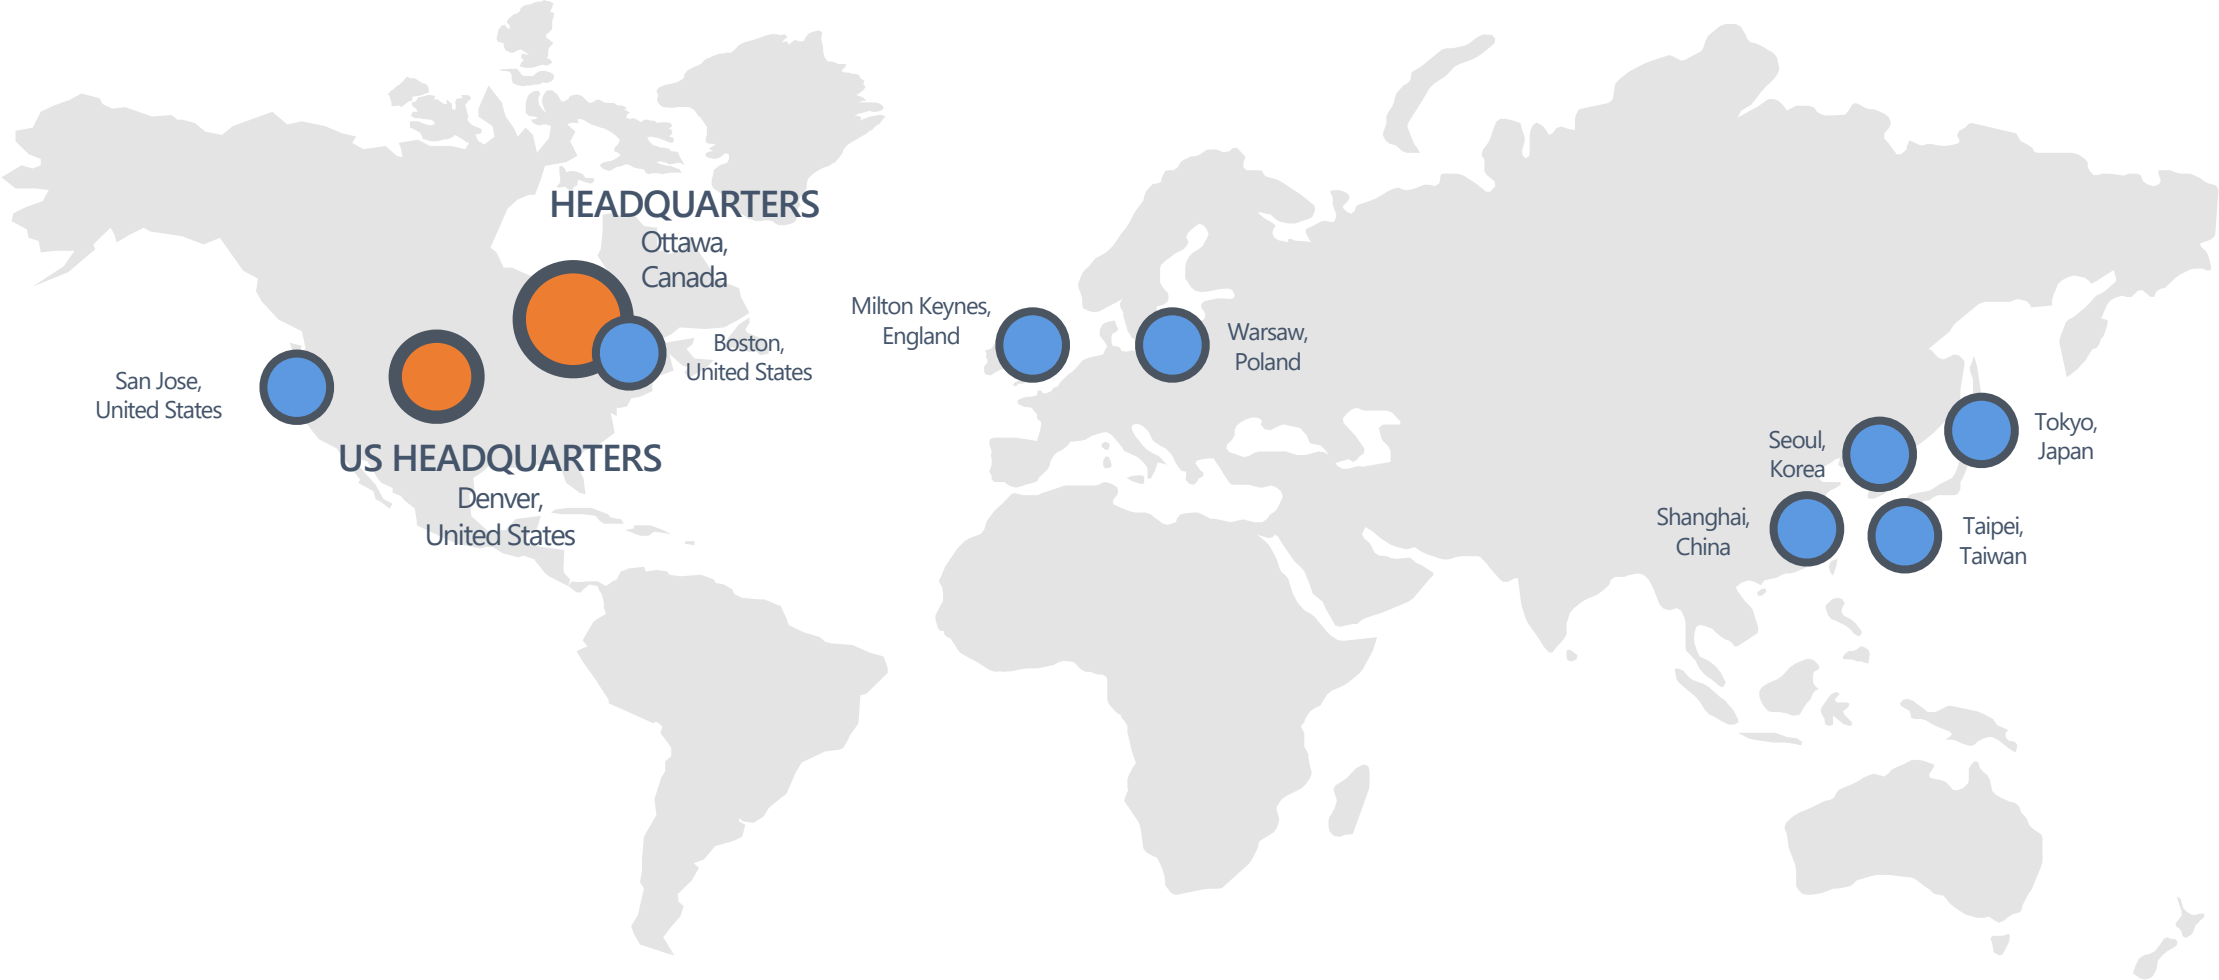 HEADQUARTERS
Ottawa,
Canada
Milton Keynes,
England
Warsaw,
Poland
Boston,
United States
San Jose,
United States
US HEADQUARTERS
Denver,
United States
Tokyo,
Japan
Seoul,
Korea
Shanghai,
China
Taipei,
Taiwan